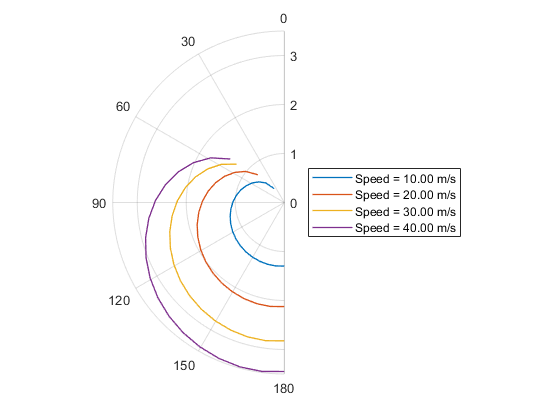 0
30
3
60
2
1
Speed = 10.00 m/s
Speed = 20.00 m/s
90
0
Speed = 30.00 m/s
Speed = 40.00 m/s
120
150
180